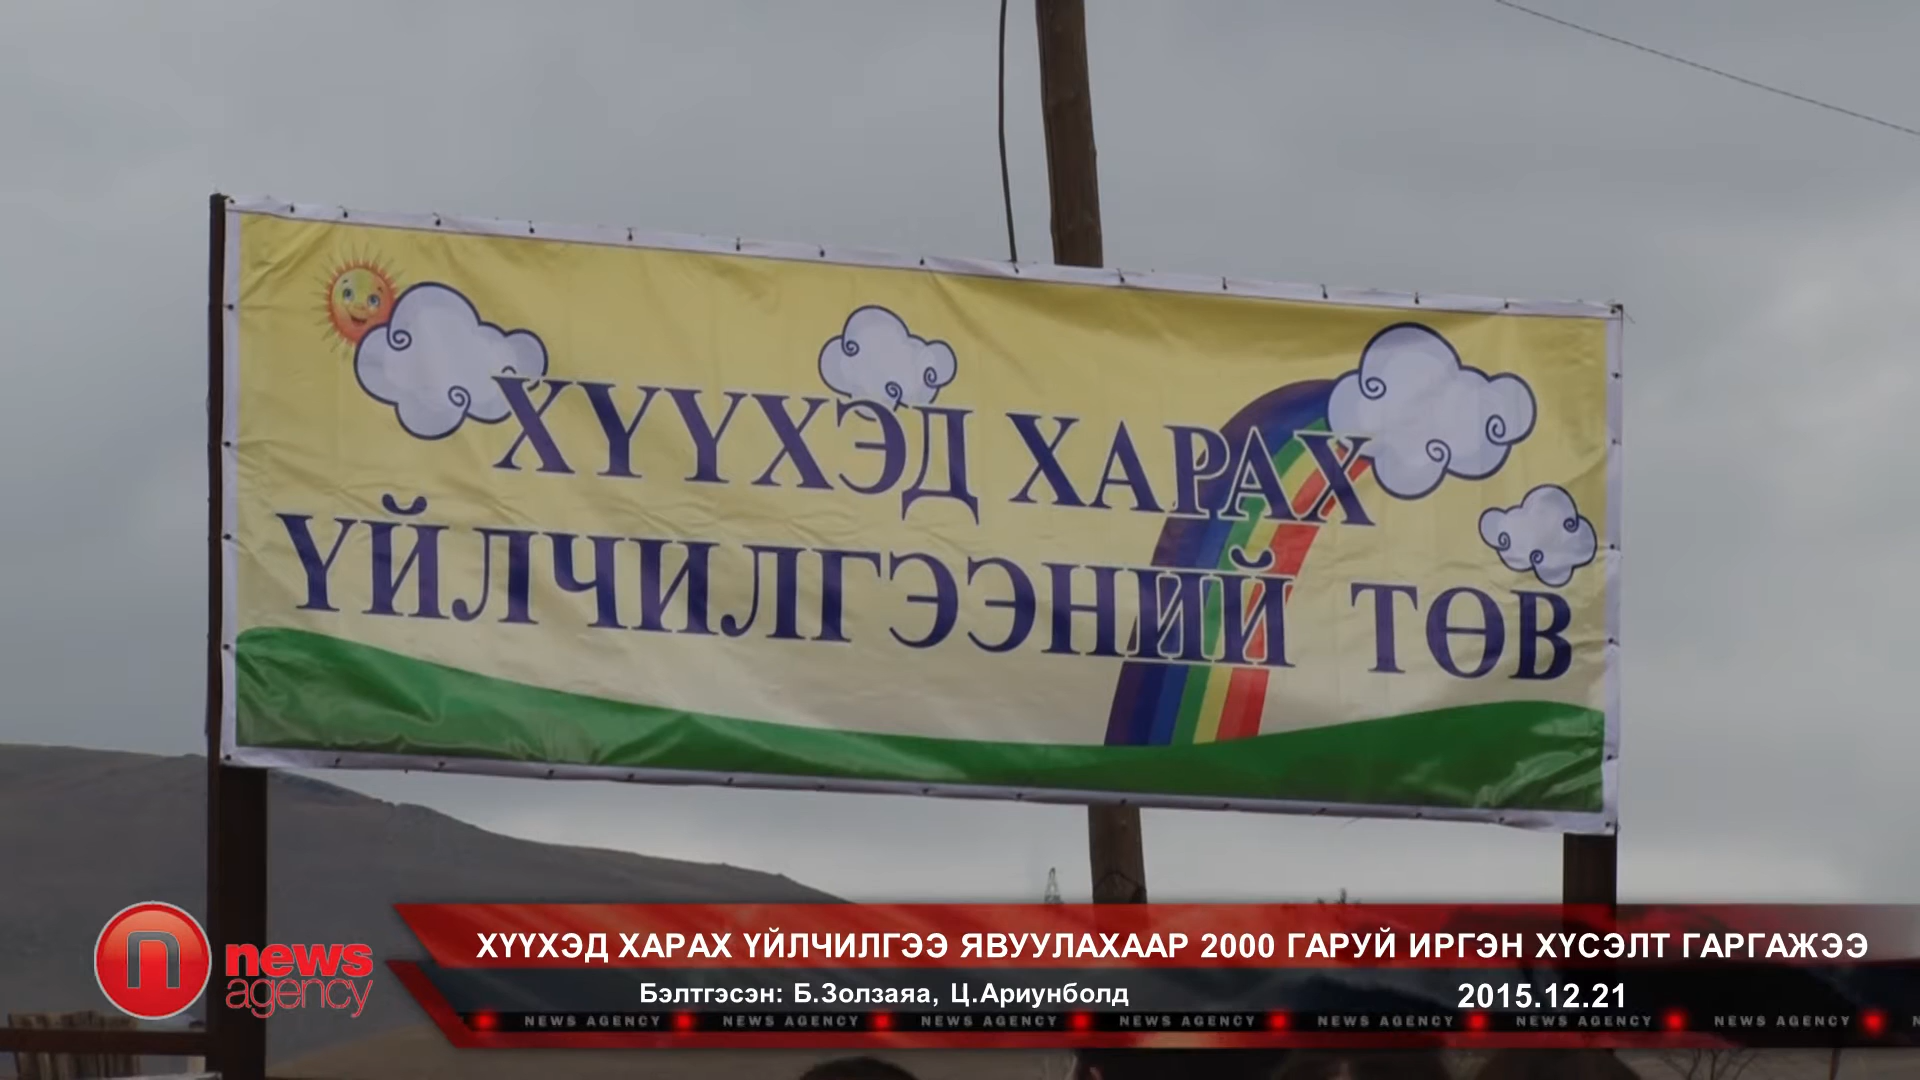 ХҮҮХЭД ХАРАХ
ҮЙЛЧИЛГЭЭНИЙ ТӨВ
n news
agency
ХҮҮХЭД ХАРАХ ҮЙЛЧИЛГЭЭ ЯВУУЛАХААР 2000 ГАРУЙ ИРГЭН ХҮСЭЛТ ГАРГАЖЭЭ
Бэлтгэсэн: Б.Золзаяа, Ц.Ариунболд 2015.12.21
NEWS AGENCY NEWS AGENCY NEWS AGENCY NEWS AGENCY NEWS AGENCY NEWS AGENCY NEWS AGENCY